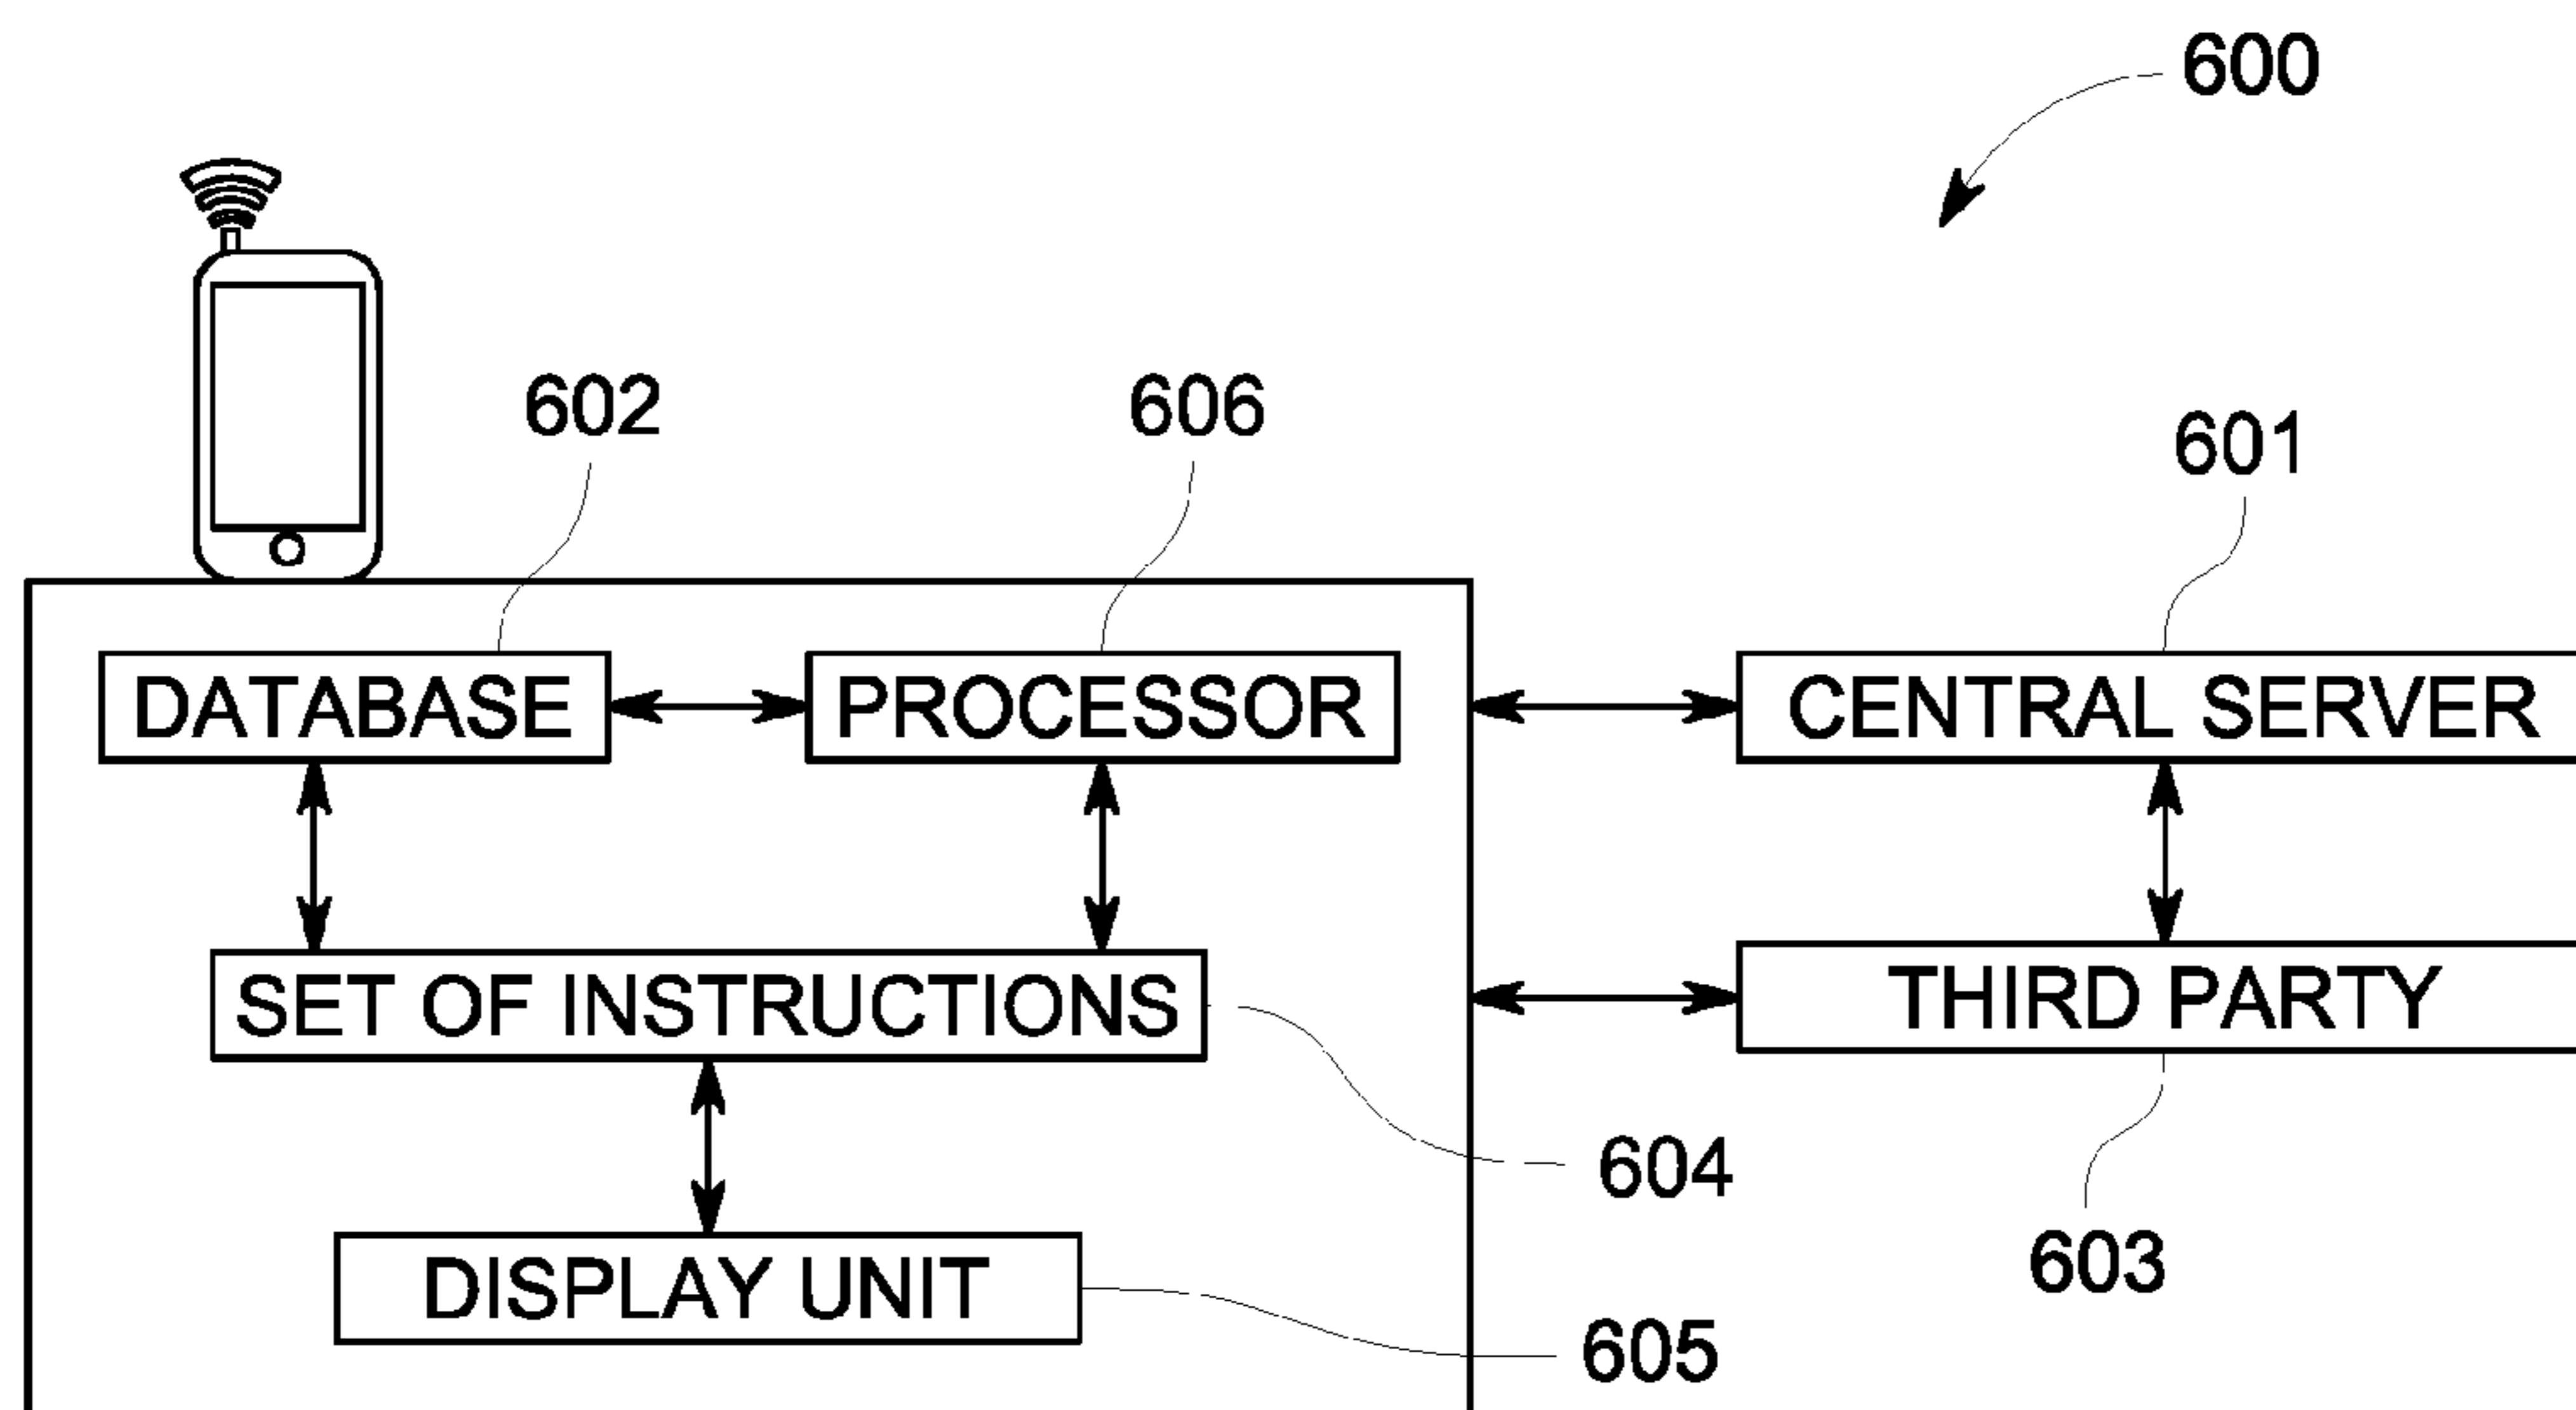 600
602
606
601
DATABASE
PROCESSOR
CENTRAL SERVER
SET OF INSTRUCTIONS
THIRD PARTY
604
603
DISPLAY UNIT
605